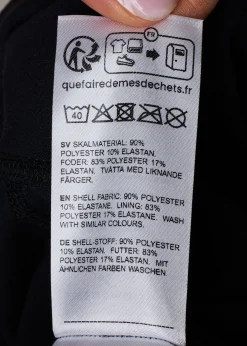 FR
quefairedemesdechets.fr
40
SV SKALMATERIAL: 90%
POLYESTER 10% ELASTAN,
FODER: 83% POLYESTER 17%
ELASTAN. TVÄTTA MED LIKNANDE
FÄRGER.
EN SHELL FABRIC: 90% POLYESTER
10% ELASTANE. LINING: 83%
POLYESTER 17% ELASTANE. WASH
WITH SIMILAR COLOURS.
DE SHELL-STOFF: 90% POLYESTER
10% ELASTAN. FUTTER: 83%
POLYESTER 17% ELASTAN. MIT
ÄHNLICHEN FARBEN WASCHEN.